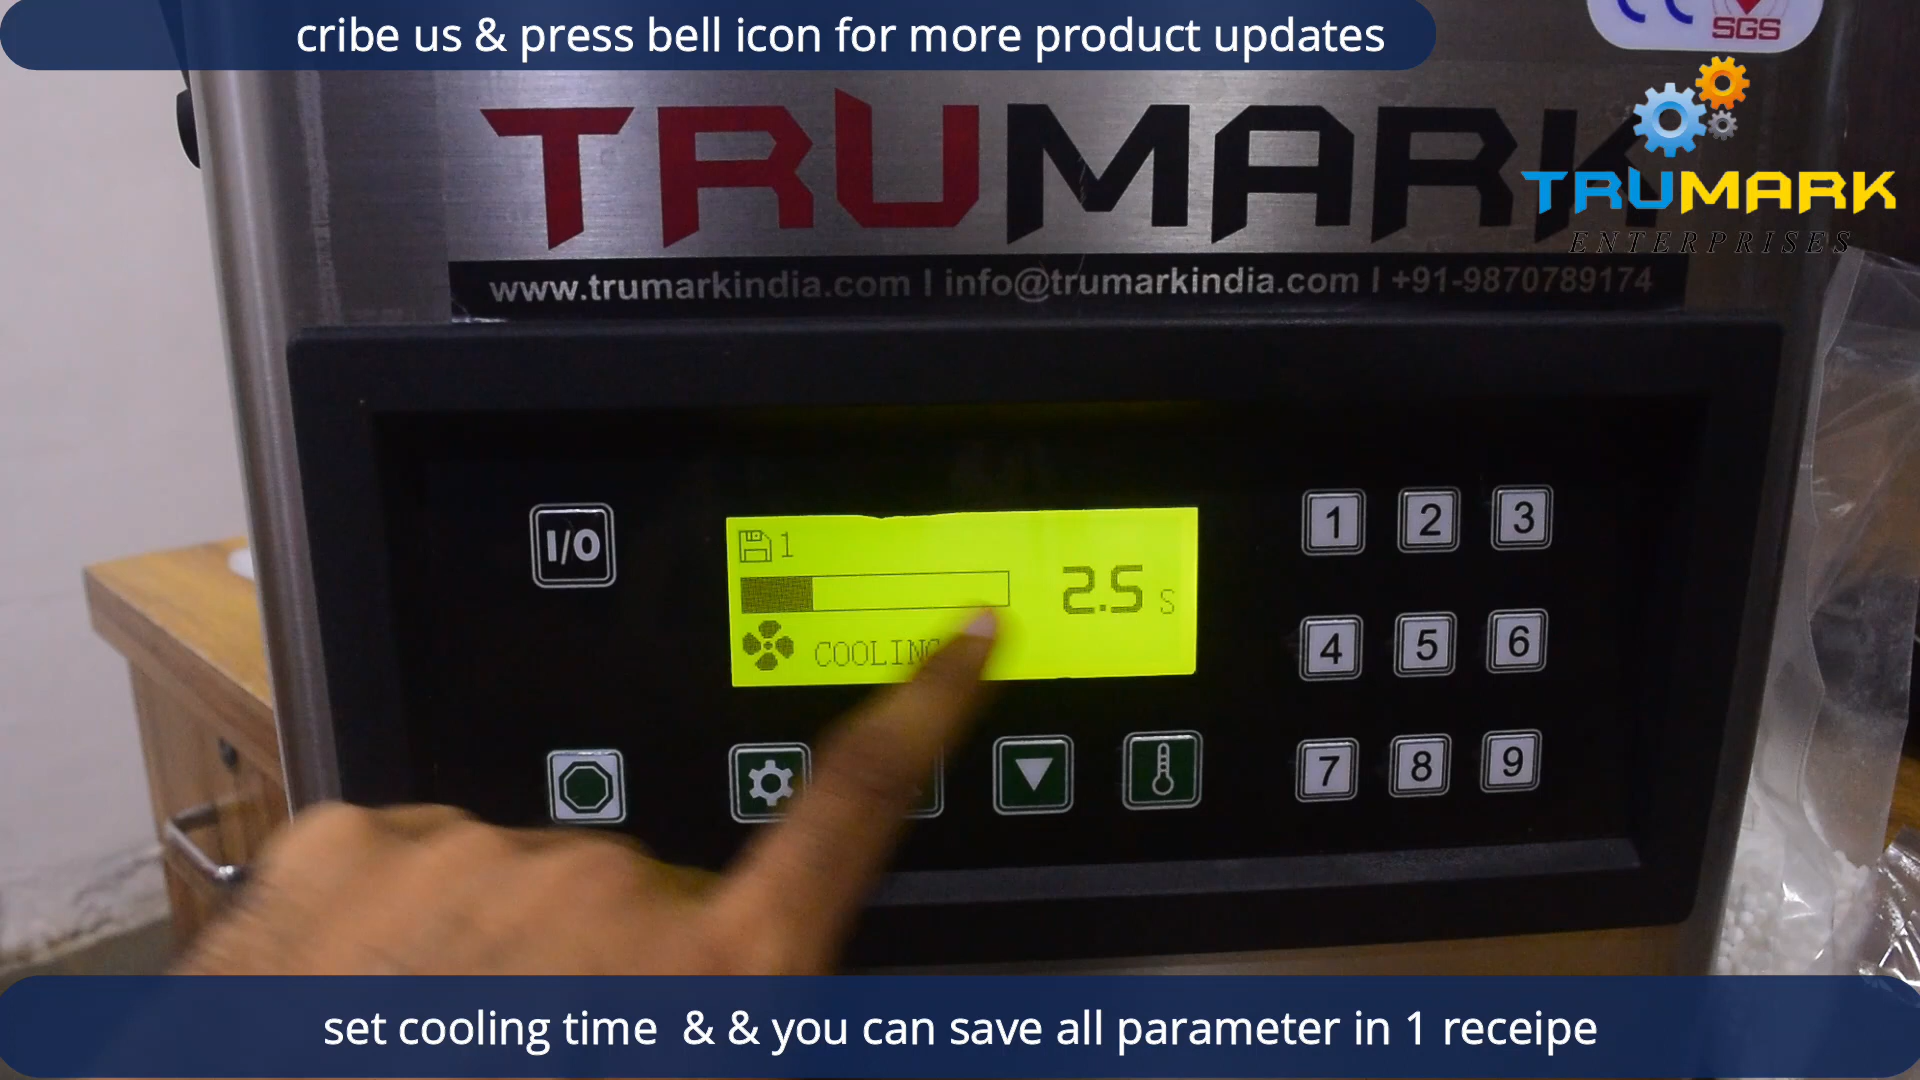 cribe us & press bell icon for more product updates
SGS
TRUMARK
TRUMARK
ENTERPRISES
www.trumarkindia.com I info@trumarkindia.com I +91-9870789174
I/O
1
2.5 S
COOLING
1 2 3
4 5 6
7 8 9
set cooling time & & you can save all parameter in 1 receipe